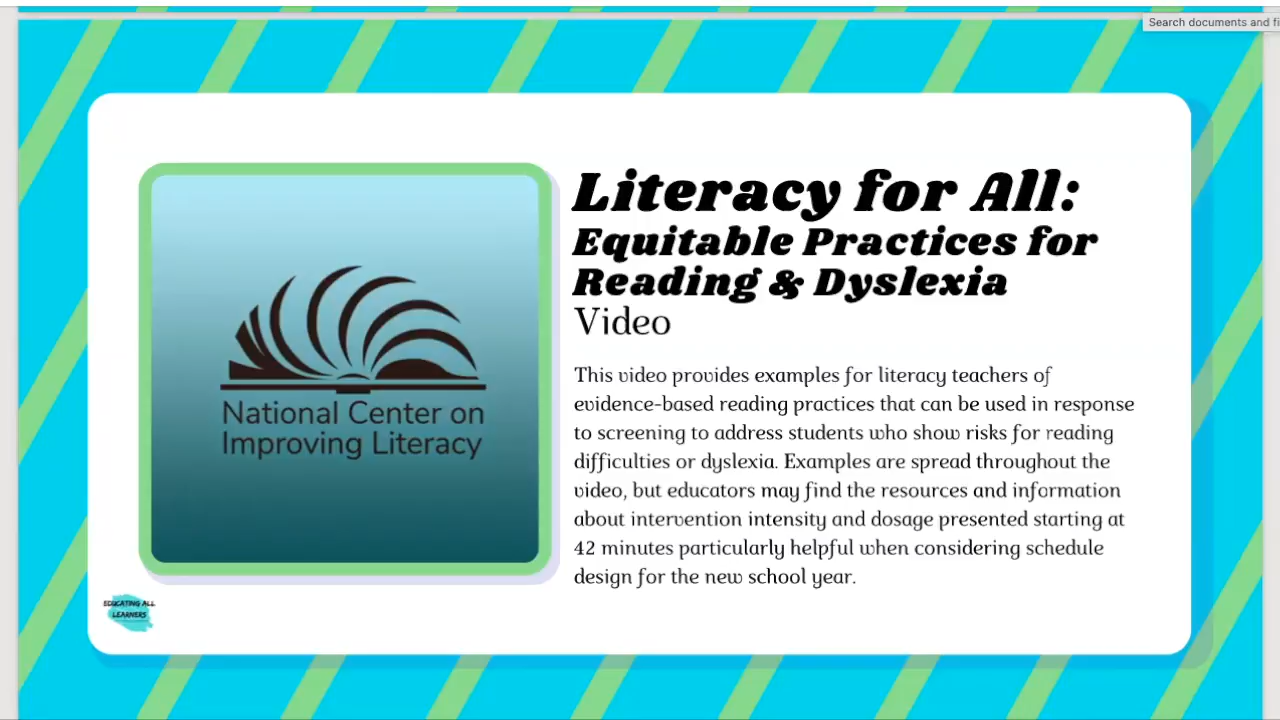 Search documents and fi
Literacy for All:
Equitable Practices for
Reading & Dyslexia
Video
This video provides examples for literacy teachers of
evidence-based reading practices that can be used in response
to screening to address students who show risks for reading
difficulties or dyslexia. Examples are spread throughout the
video, but educators may find the resources and information
about intervention intensity and dosage presented starting at
42 minutes particularly helpful when considering schedule
design for the new school year.
National Center on
Improving Literacy
EDUCATING ALL
LEARNERS